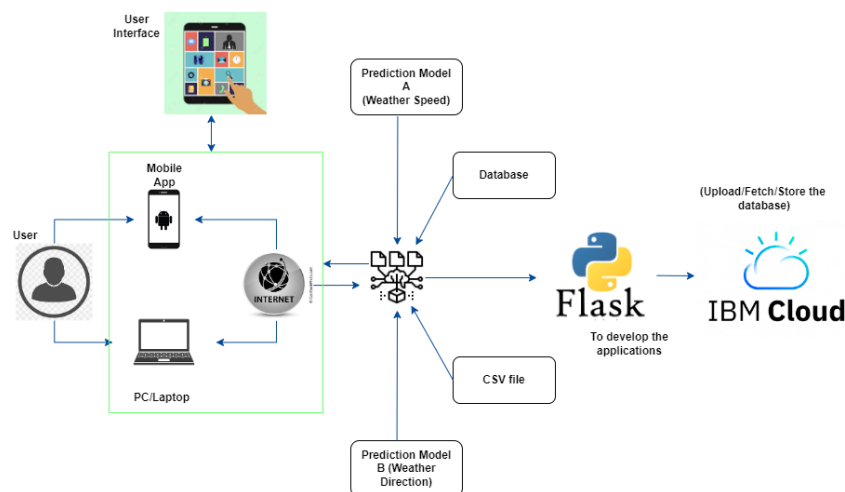 User
Interface
Prediction Model
A
(Weather Speed)
Mobile
App
Database
(Upload/Fetch/Store the
database)
User
INTERNET
Flask
IBM Cloud
To develop the
applications
CSV file
PC/Laptop
Prediction Model
B (Weather
Direction)